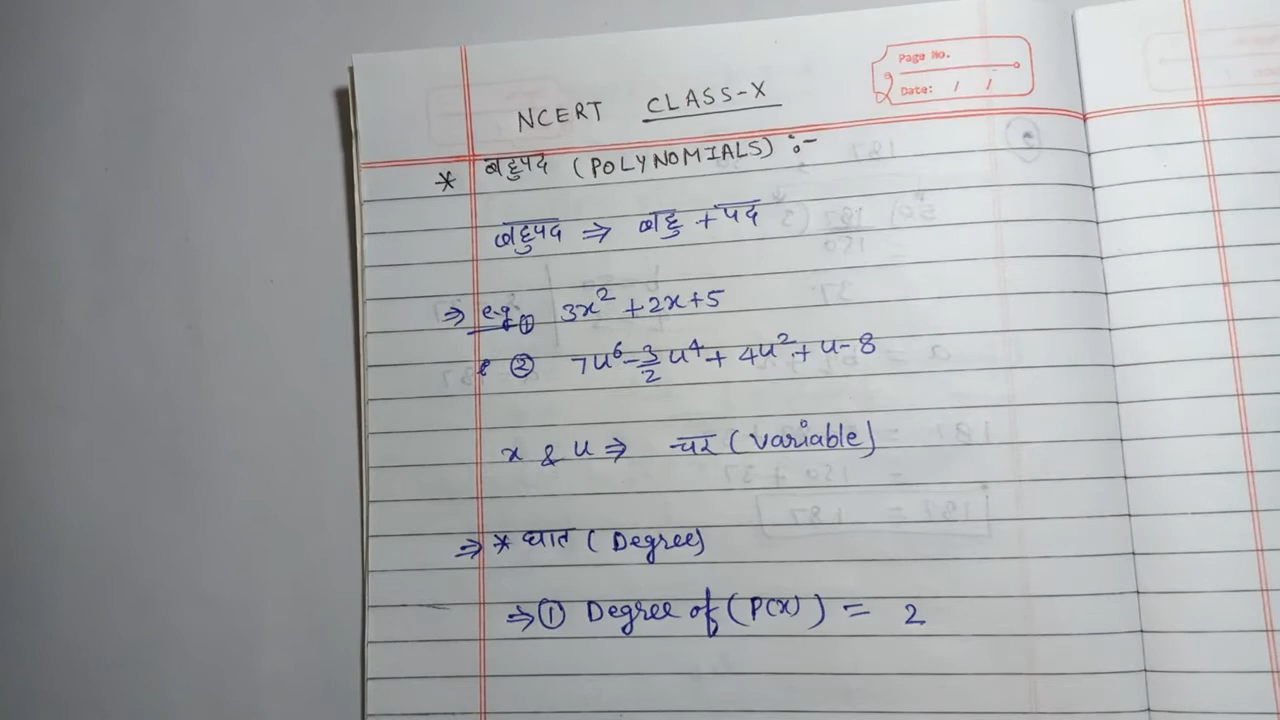 Page No.
Date: / /
NCERT CLASS-X
* बहुपद (POLYNOMIALS) :-
बहुपद ⇒ बहु + पद
⇒ e.g. ① 3x² + 2x + 5
② 7u⁶ - 3/2 u⁴ + 4u² + u - 8
x & u ⇒ चर (variable)
⇒ * घात (Degree)
⇒ ① Degree of (P(x)) = 2